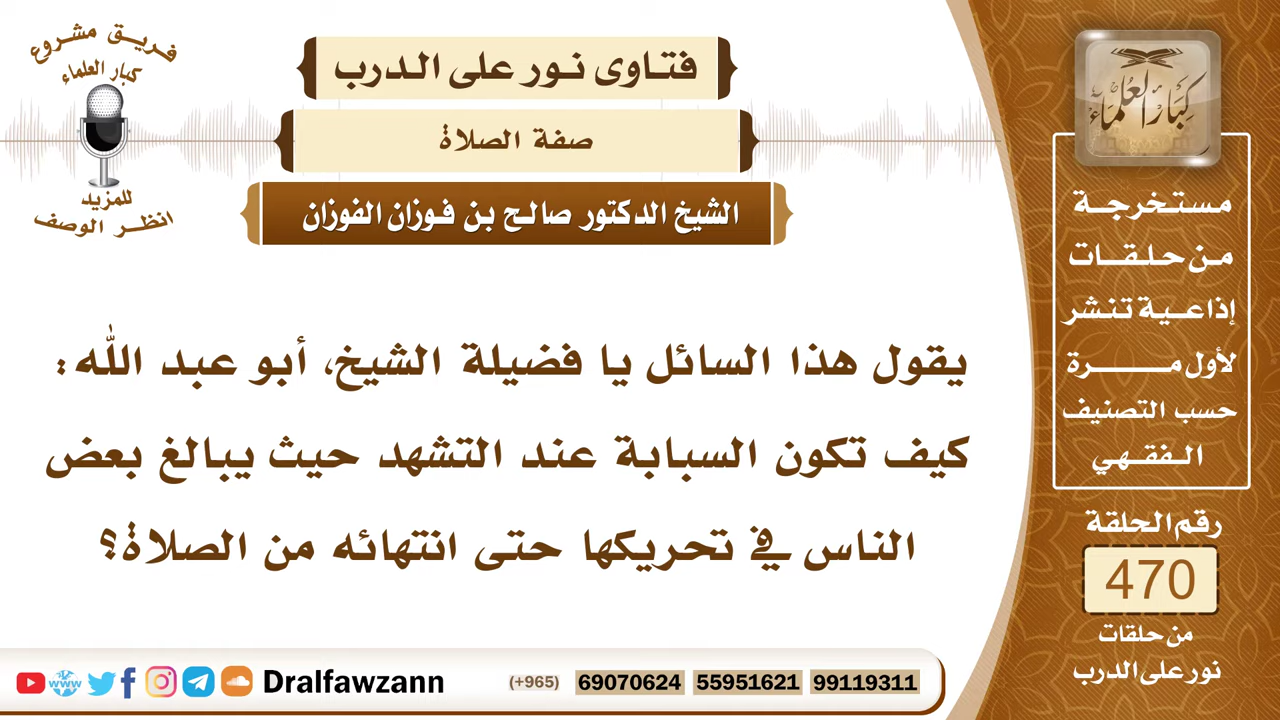 فريق مشروع
كبار العلماء
للمزيد
انظر الوصف
فتاوى نور على الدرب
صفة الصلاة
الشيخ الدكتور صالح بن فوزان الفوزان
يقول هذا السائل يا فضيلة الشيخ، أبو عبد الله:
كيف تكون السبابة عند التشهد حيث يبالغ بعض
الناس في تحريكها حتى انتهائه من الصلاة؟
كبار العلماء
مستخرجة
من حلقات
إذاعية تنشر
لأول مرة
حسب التصنيف
الفقهي
رقم الحلقة
470
من حلقات
نور على الدرب
www
Dralfawzann (+965) 69070624 55951621 99119311